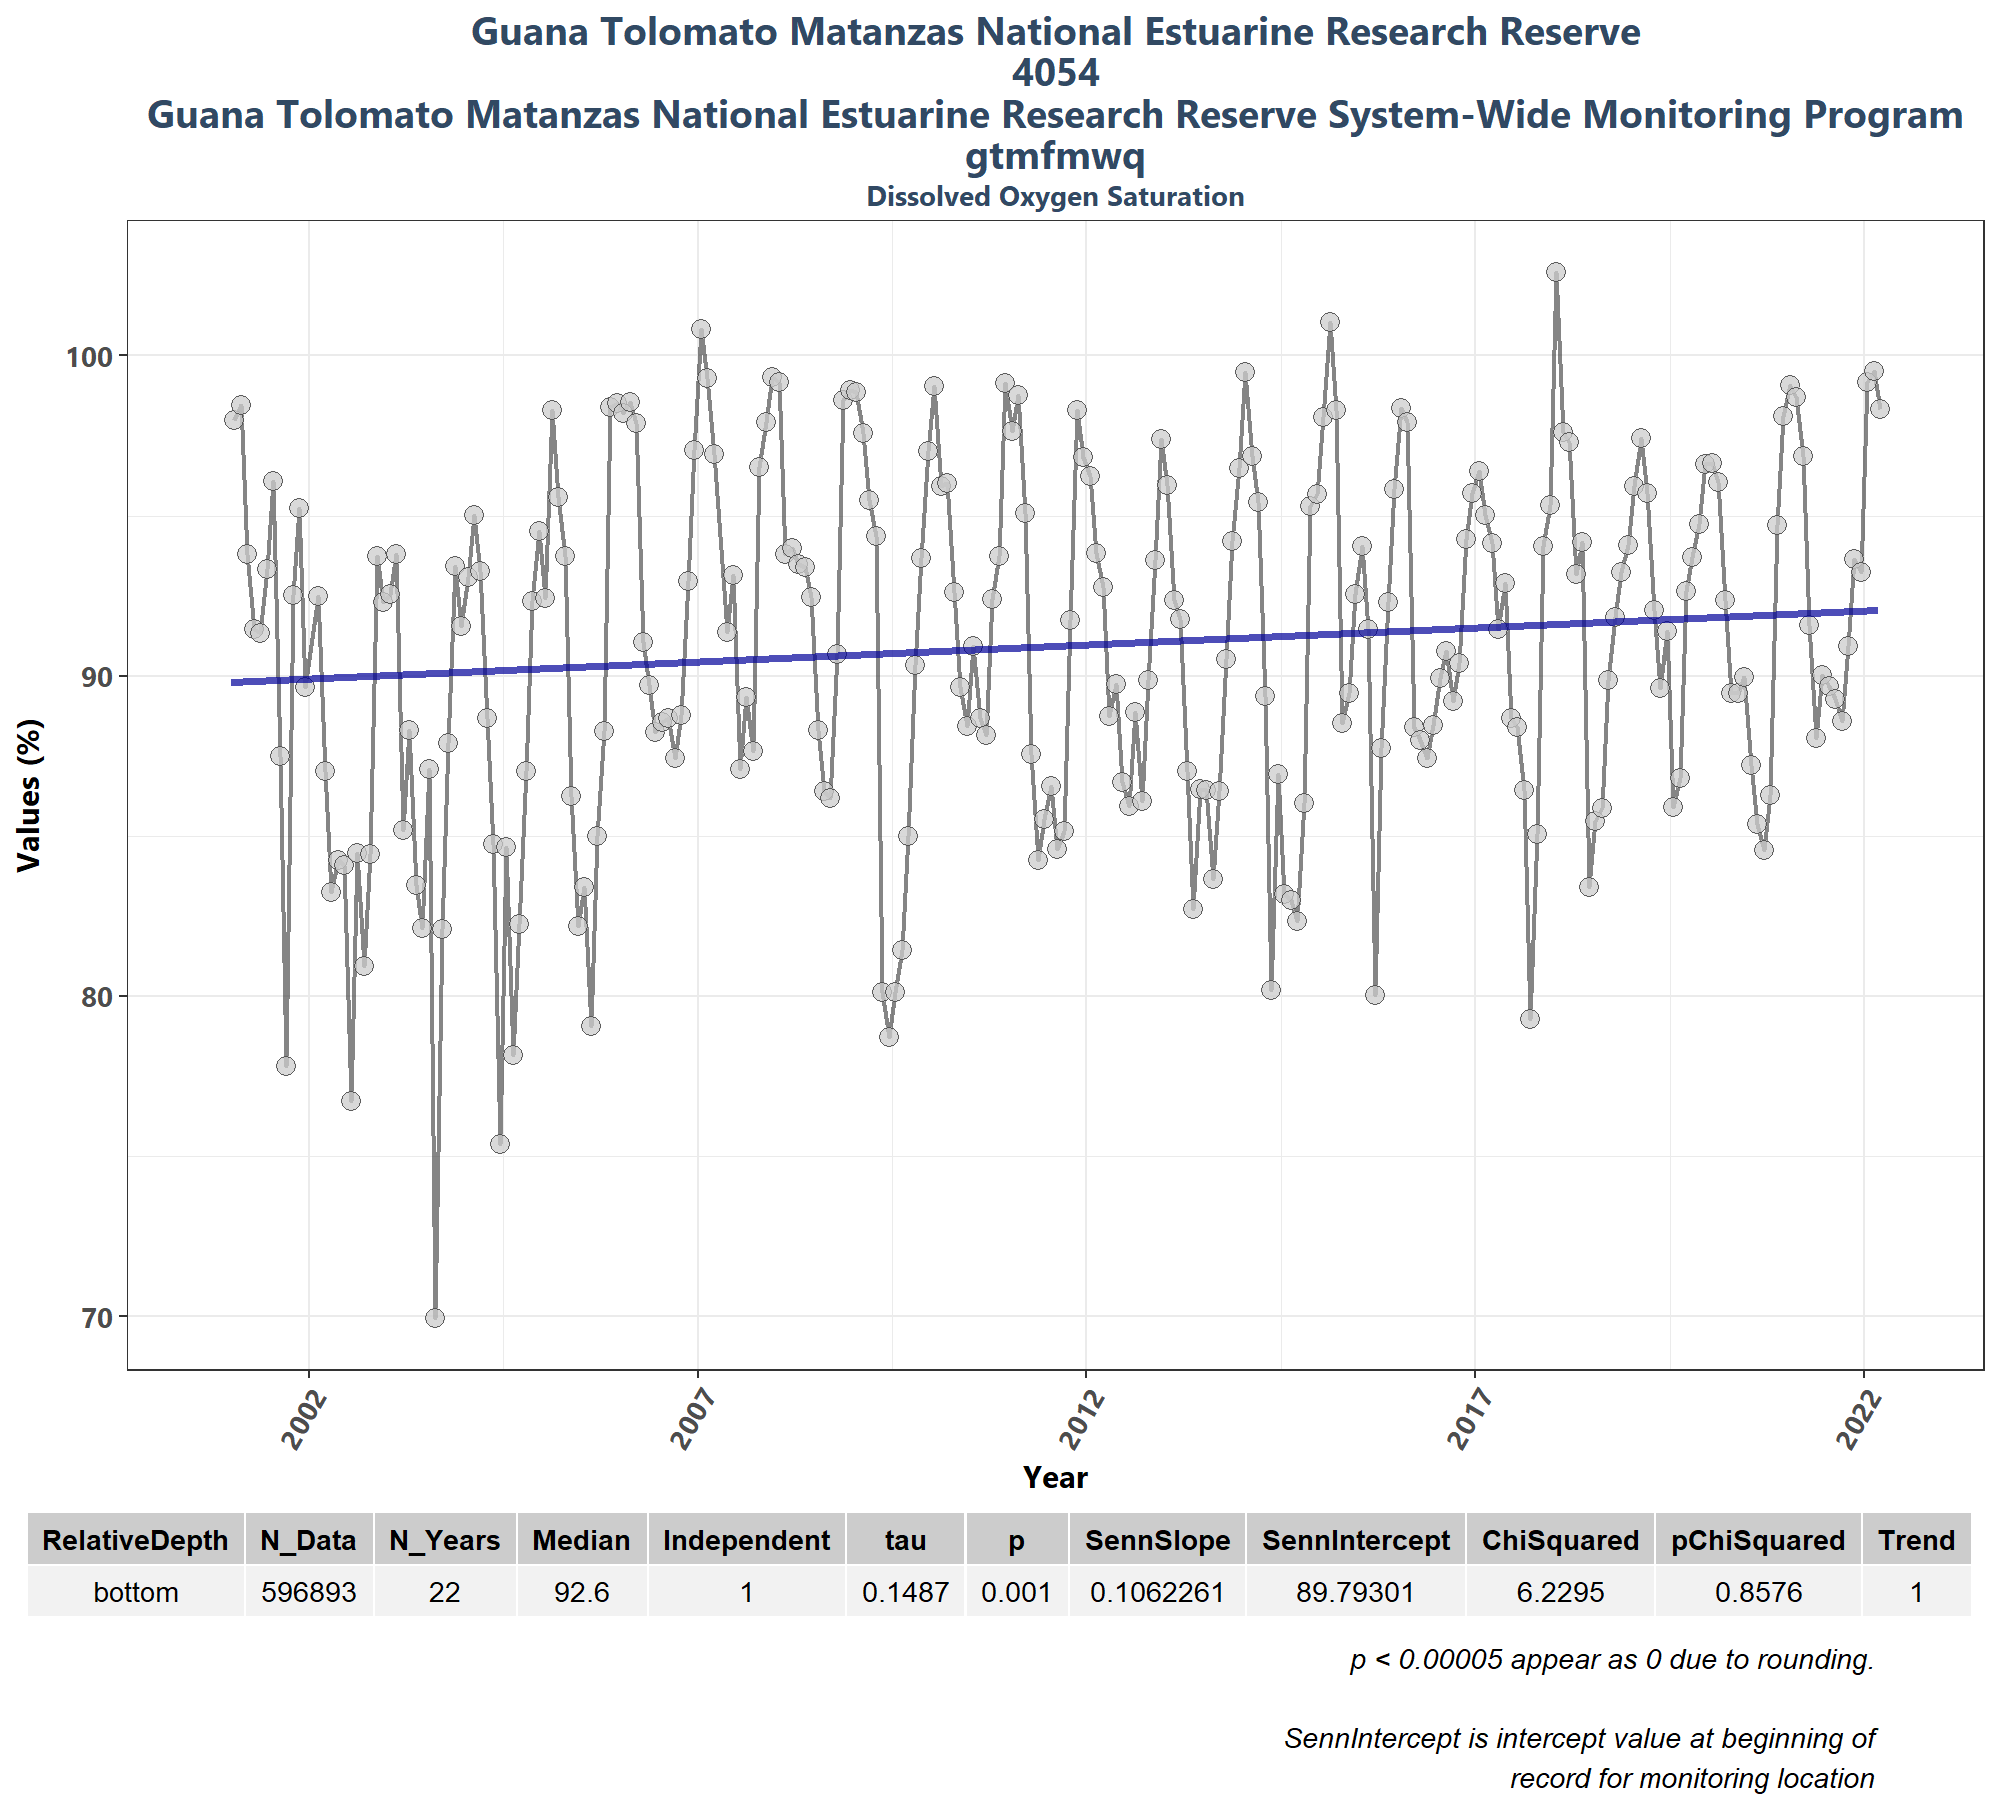 Guana Tolomato Matanzas National Estuarine Research Reserve
4054
Guana Tolomato Matanzas National Estuarine Research Reserve System-Wide Monitoring Program
gtmfmwq
Dissolved Oxygen Saturation
Values (%)
100
90
80
70
2002 2007 2012 2017 2022
Year
RelativeDepth N_Data N_Years Median Independent tau p SennSlope SennIntercept ChiSquared pChiSquared Trend
bottom 596893 22 92.6 1 0.1487 0.001 0.1062261 89.79301 6.2295 0.8576 1
p < 0.00005 appear as 0 due to rounding.
SennIntercept is intercept value at beginning of
record for monitoring location